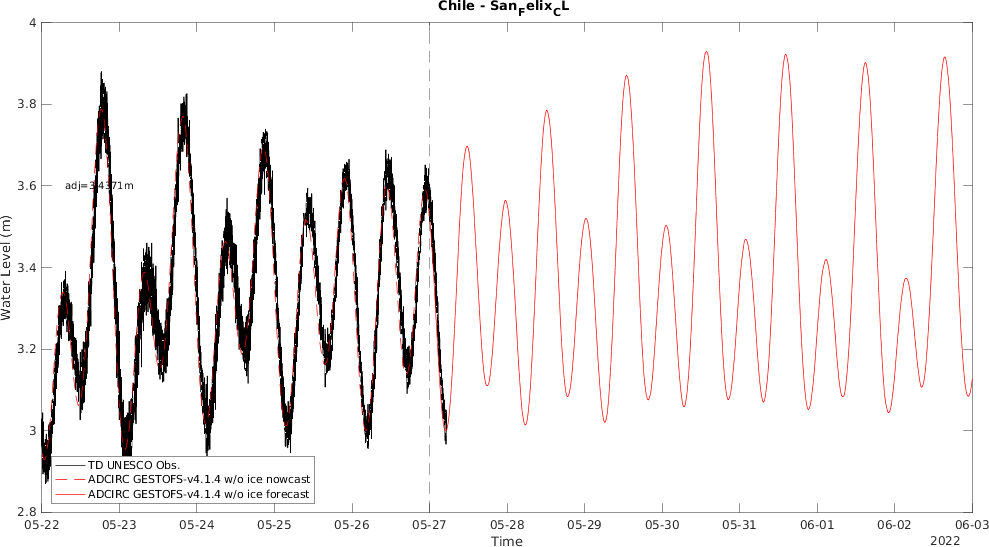 Chile - San_Felix_CL
4
3.8
3.6
3.4
3.2
3
2.8
Water Level (m)
adj=3.4371m
TD UNESCO Obs.
ADCIRC GESTOFS-v4.1.4 w/o ice nowcast
ADCIRC GESTOFS-v4.1.4 w/o ice forecast
05-22 05-23 05-24 05-25 05-26 05-27 05-28 05-29 05-30 05-31 06-01 06-02 06-03
Time
2022